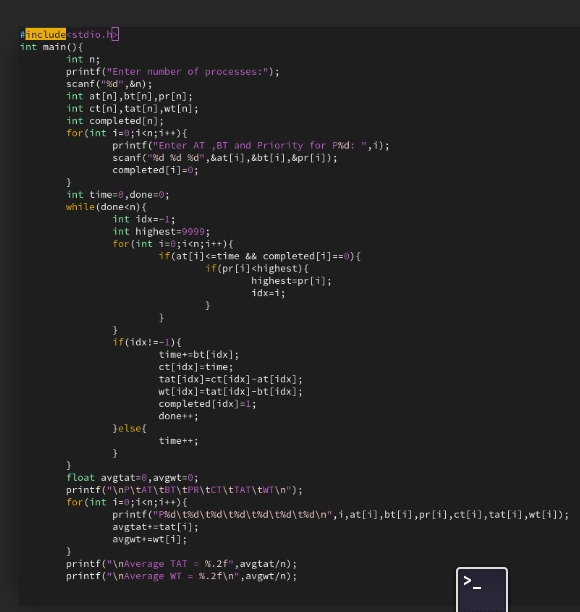 #include<stdio.h>
int main(){
        int n;
        printf("Enter number of processes:");
        scanf("%d",&n);
        int at[n],bt[n],pr[n];
        int ct[n],tat[n],wt[n];
        int completed[n];
        for(int i=0;i<n;i++){
                printf("Enter AT ,BT and Priority for P%d: ",i);
                scanf("%d %d %d",&at[i],&bt[i],&pr[i]);
                completed[i]=0;
        }
        int time=0,done=0;
        while(done<n){
                int idx=-1;
                int highest=9999;
                for(int i=0;i<n;i++){
                        if(at[i]<=time && completed[i]==0){
                                if(pr[i]<highest){
                                        highest=pr[i];
                                        idx=i;
                                }
                        }
                }
                if(idx!=-1){
                        time+=bt[idx];
                        ct[idx]=time;
                        tat[idx]=ct[idx]-at[idx];
                        wt[idx]=tat[idx]-bt[idx];
                        completed[idx]=1;
                        done++;
                }else{
                        time++;
                }
        }
        float avgtat=0,avgwt=0;
        printf("\nP\tAT\tBT\tPR\tCT\tTAT\tWT\n");
        for(int i=0;i<n;i++){
                printf("P%d\t%d\t%d\t%d\t%d\t%d\t%d\n",i,at[i],bt[i],pr[i],ct[i],tat[i],wt[i]);
                avgtat+=tat[i];
                avgwt+=wt[i];
        }
        printf("\nAverage TAT = %.2f",avgtat/n);
        printf("\nAverage WT = %.2f\n",avgwt/n);
>_